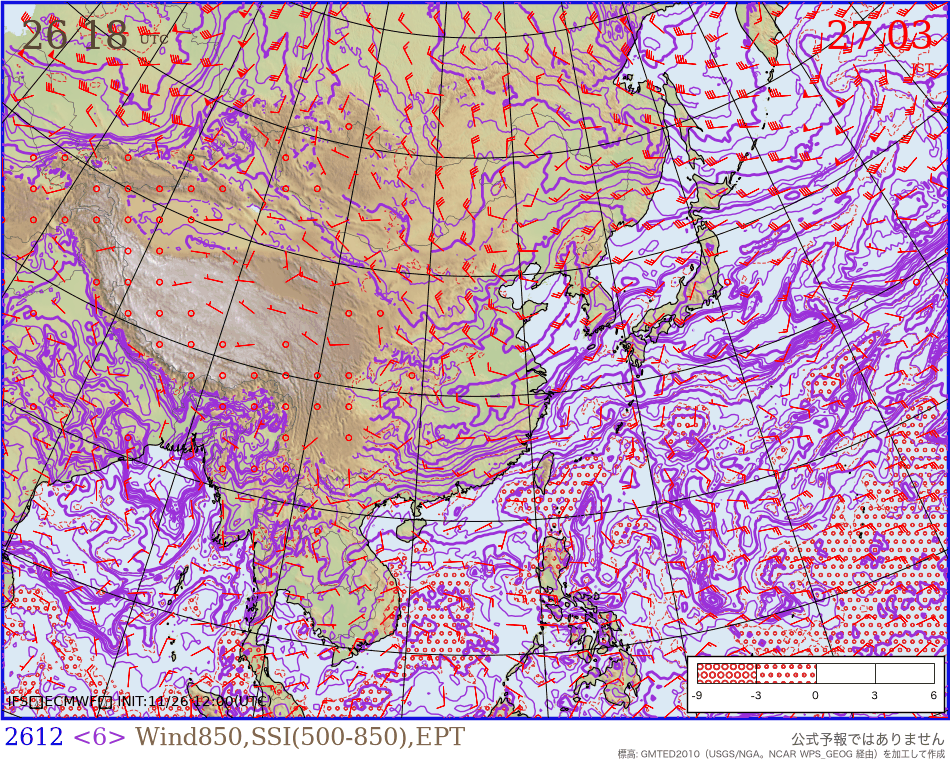 26 18 UTC
27.03
JST
IFS ECMWF INIT:11/26 12:00(UTC)
-9 -3 0 3 6
2612 <6> Wind850,SSI(500-850),EPT
公式予報ではありません
標高: GMTED2010（USGS/NGA。NCAR WPS_GEOG 経由）を加工して作成